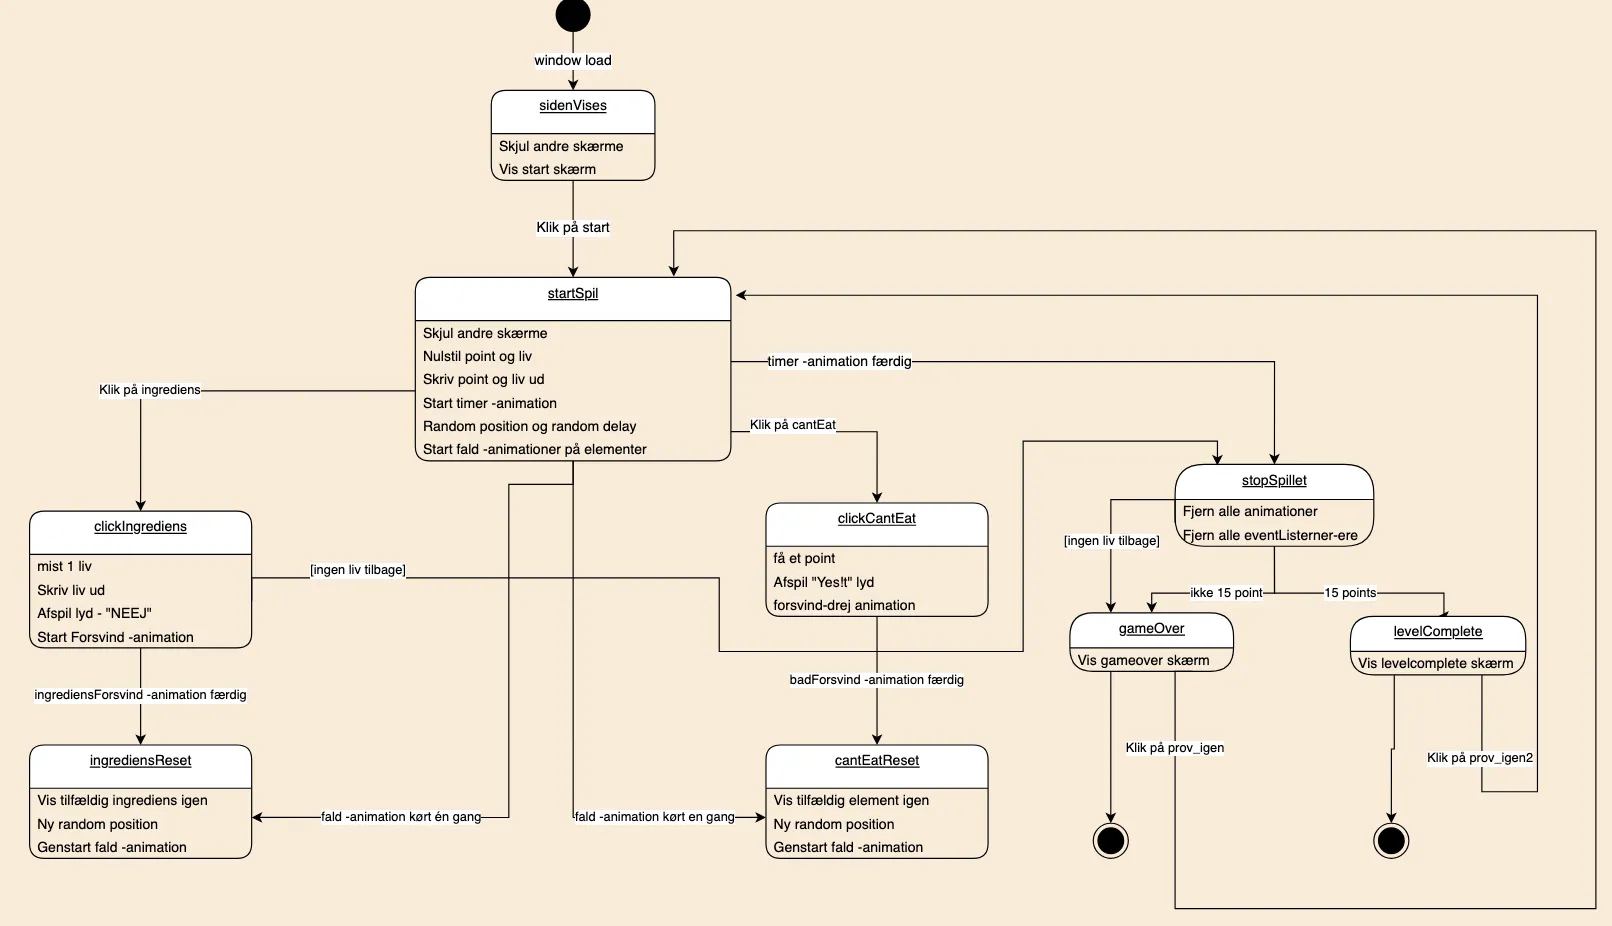 window load
sidenVises
Skjul andre skærme
Vis start skærm
Klik på start
startSpil
Skjul andre skærme
Nulstil point og liv
Skriv point og liv ud
Start timer -animation
Random position og random delay
Start fald -animationer på elementer
timer -animation færdig
Klik på ingrediens
Klik på cantEat
stopSpillet
Fjern alle animationer
Fjern alle eventListerner-ere
clickIngrediens
mist 1 liv
Skriv liv ud
Afspil lyd - "NEEJ"
Start Forsvind -animation
[ingen liv tilbage]
clickCantEat
få et point
Afspil "Yes!t" lyd
forsvind-drej animation
[ingen liv tilbage]
ikke 15 point
15 points
gameOver
Vis gameover skærm
levelComplete
Vis levelcomplete skærm
ingrediensForsvind -animation færdig
badForsvind -animation færdig
Klik på prov_igen
Klik på prov_igen2
ingrediensReset
Vis tilfældig ingrediens igen
Ny random position
Genstart fald -animation
fald -animation kørt én gang
fald -animation kørt en gang
cantEatReset
Vis tilfældig element igen
Ny random position
Genstart fald -animation